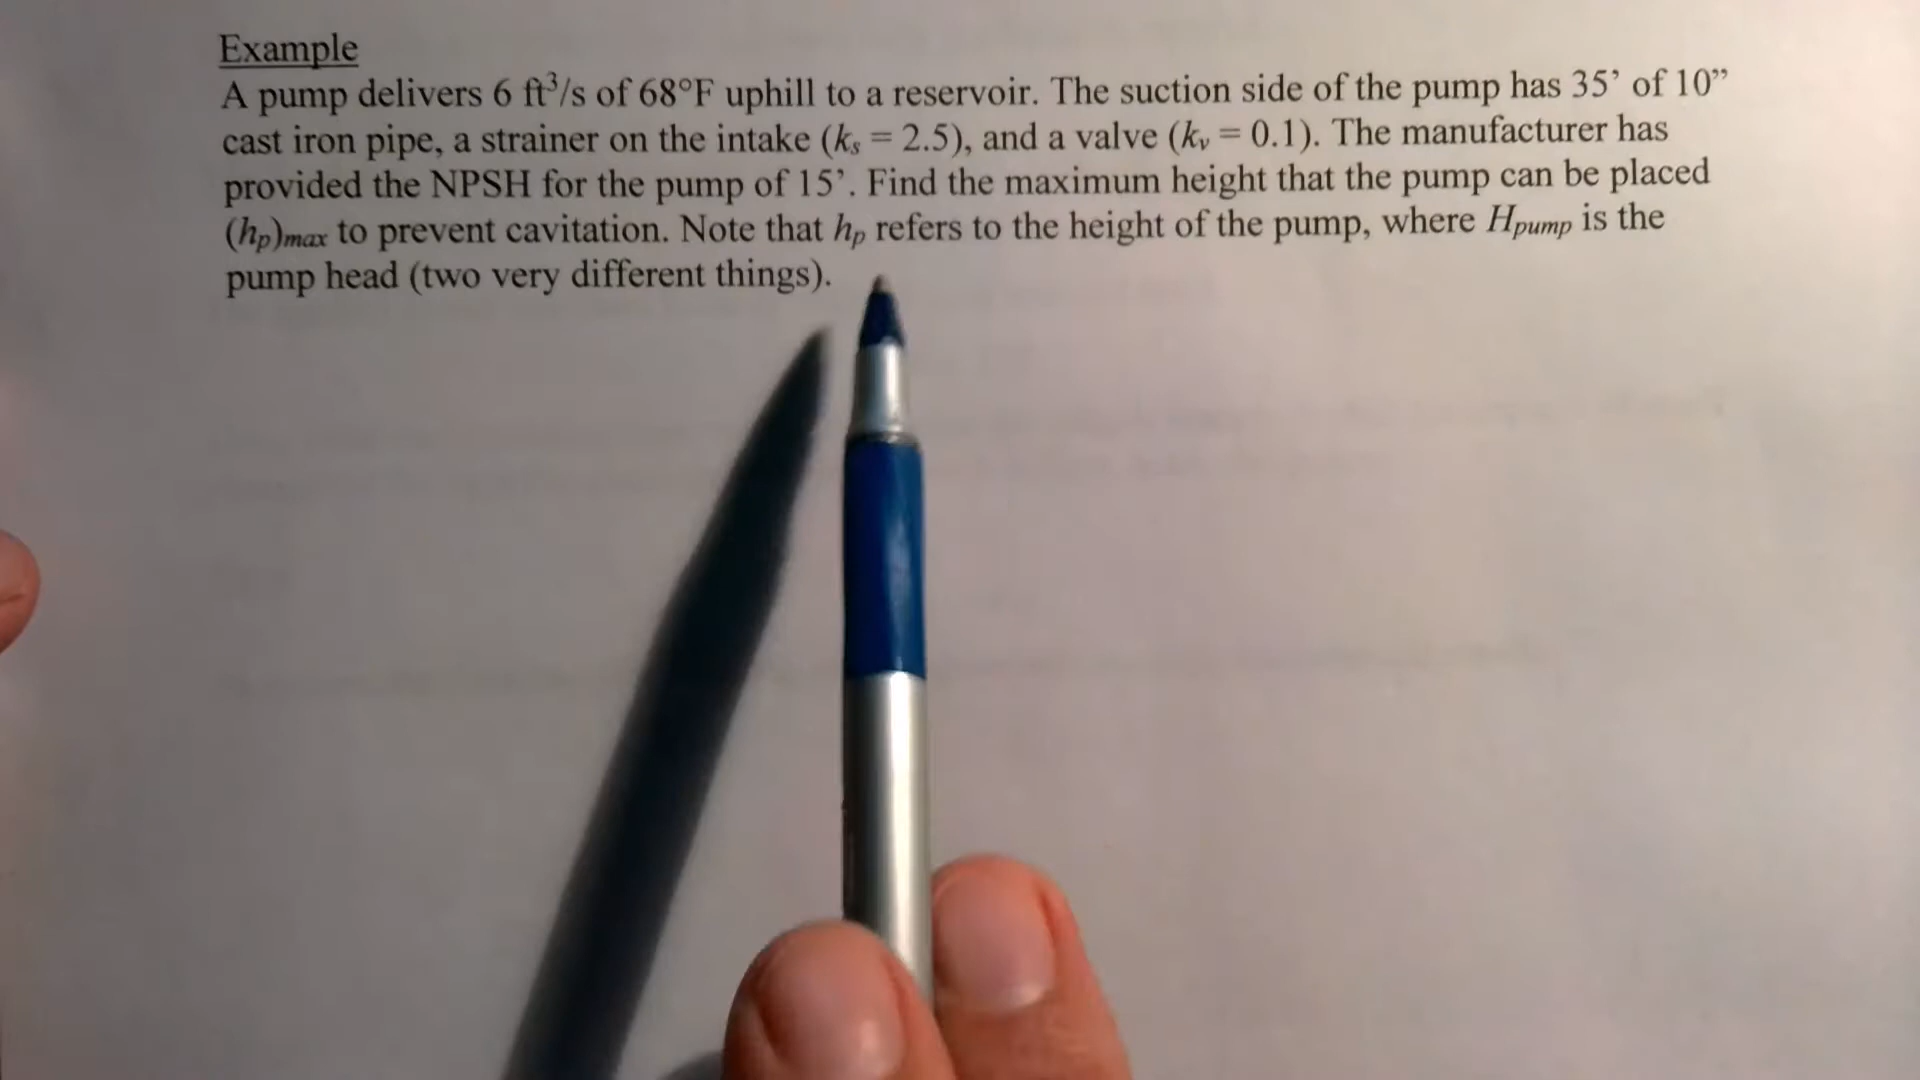 Example
A pump delivers 6 ft³/s of 68°F uphill to a reservoir. The suction side of the pump has 35’ of 10”
cast iron pipe, a strainer on the intake (kₛ = 2.5), and a valve (kᵥ = 0.1). The manufacturer has
provided the NPSH for the pump of 15’. Find the maximum height that the pump can be placed
(hp)max to prevent cavitation. Note that hp refers to the height of the pump, where Hpump is the
pump head (two very different things).